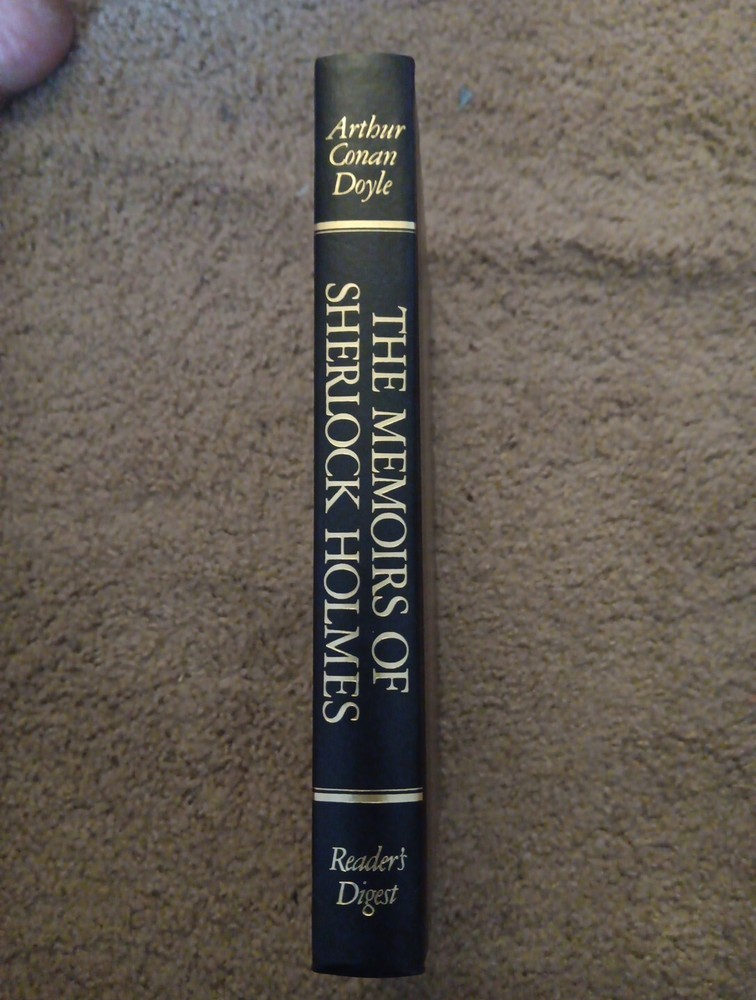 Arthur
Conan
Doyle
THE MEMOIRS OF
SHERLOCK HOLMES
Reader's
Digest